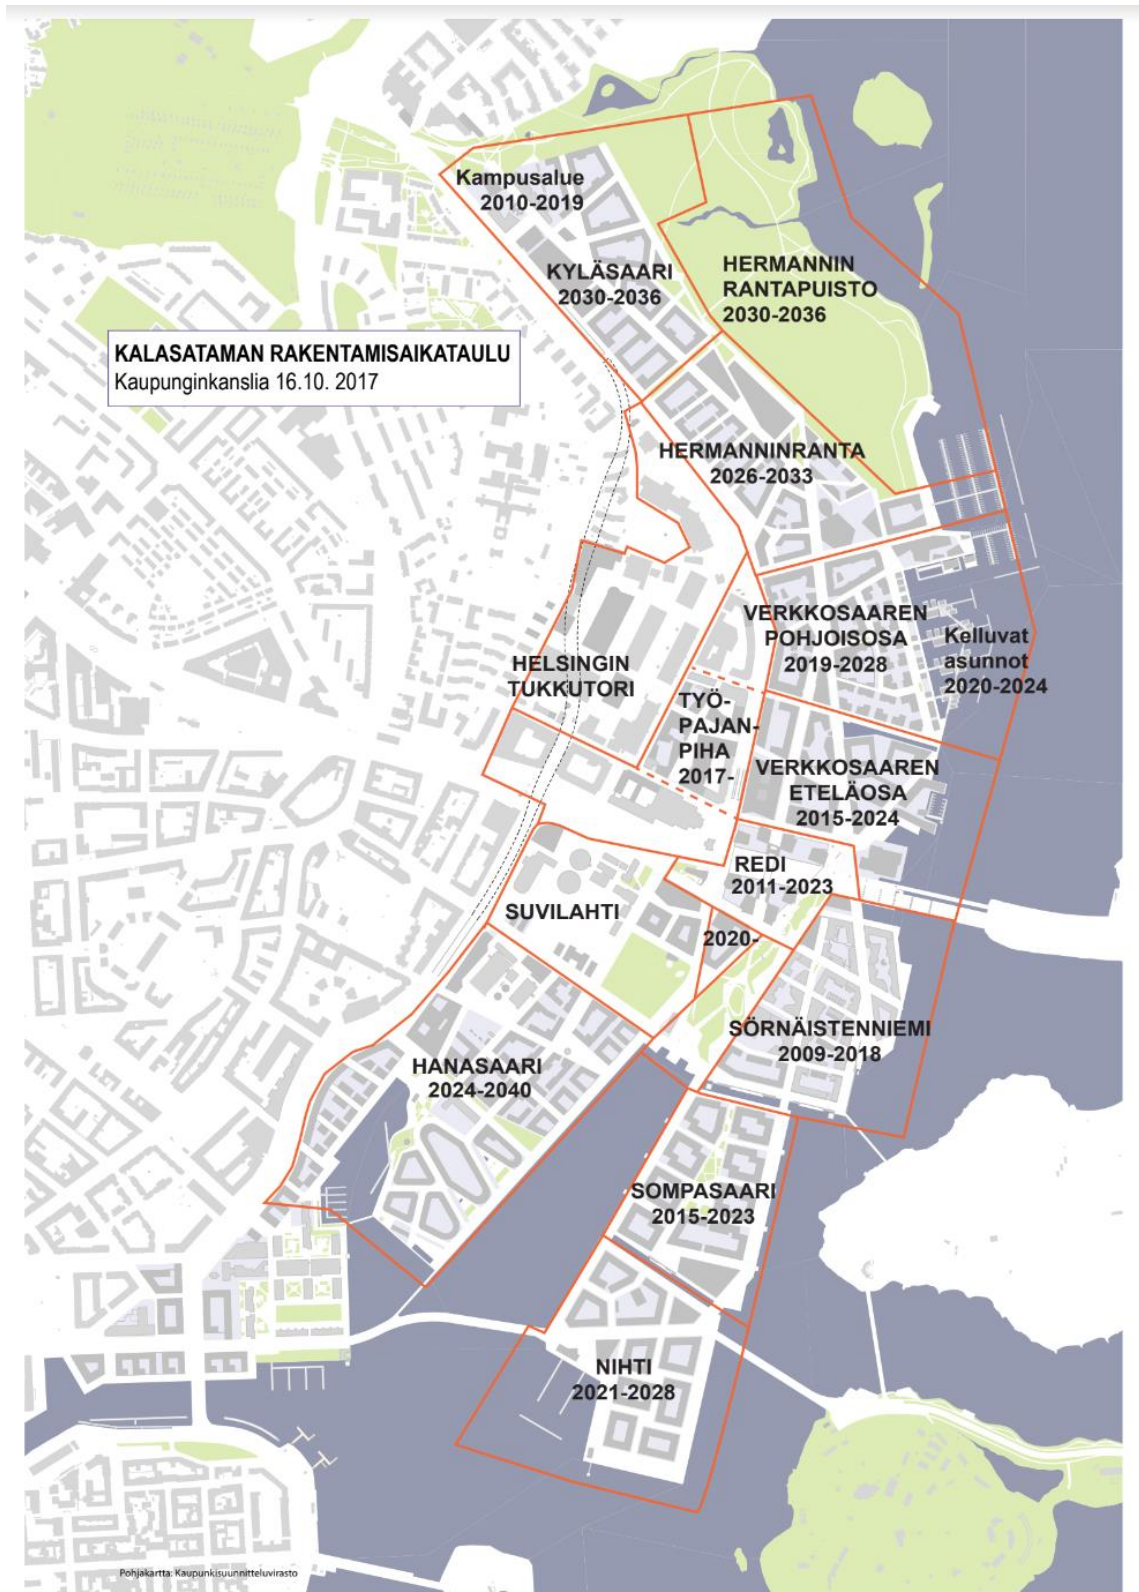 Kampusalue
2010-2019
KYLÄSAARI
2030-2036
HERMANNIN
RANTAPUISTO
2030-2036
KALASATAMAN RAKENTAMISAIKATAULU
Kaupunginkanslia 16.10. 2017
HERMANNINRANTA
2026-2033
VERKKOSAAREN
POHJOISOSA
2019-2028
Kelluvat
asunnot
2020-2024
HELSINGIN
TUKKUTORI
TYÖ-
PAJAN-
PIHA
2017-
VERKKOSAAREN
ETELÄOSA
2015-2024
REDI
2011-2023
SUVILAHTI
2020-
SÖRNÄISTENNIEMI
2009-2018
HANASAARI
2024-2040
SOMPASAARI
2015-2023
NIHTI
2021-2028
Pohjakartta: Kaupunkisuunnitteluvirasto